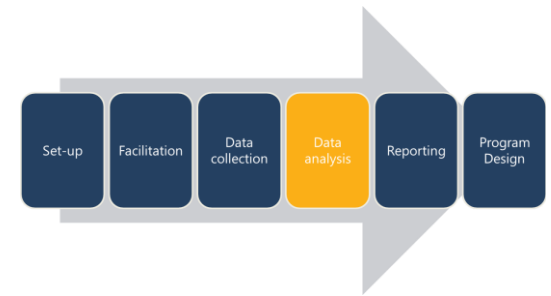 Set-up
Facilitation
Data
collection
Data
analysis
Reporting
Program
Design